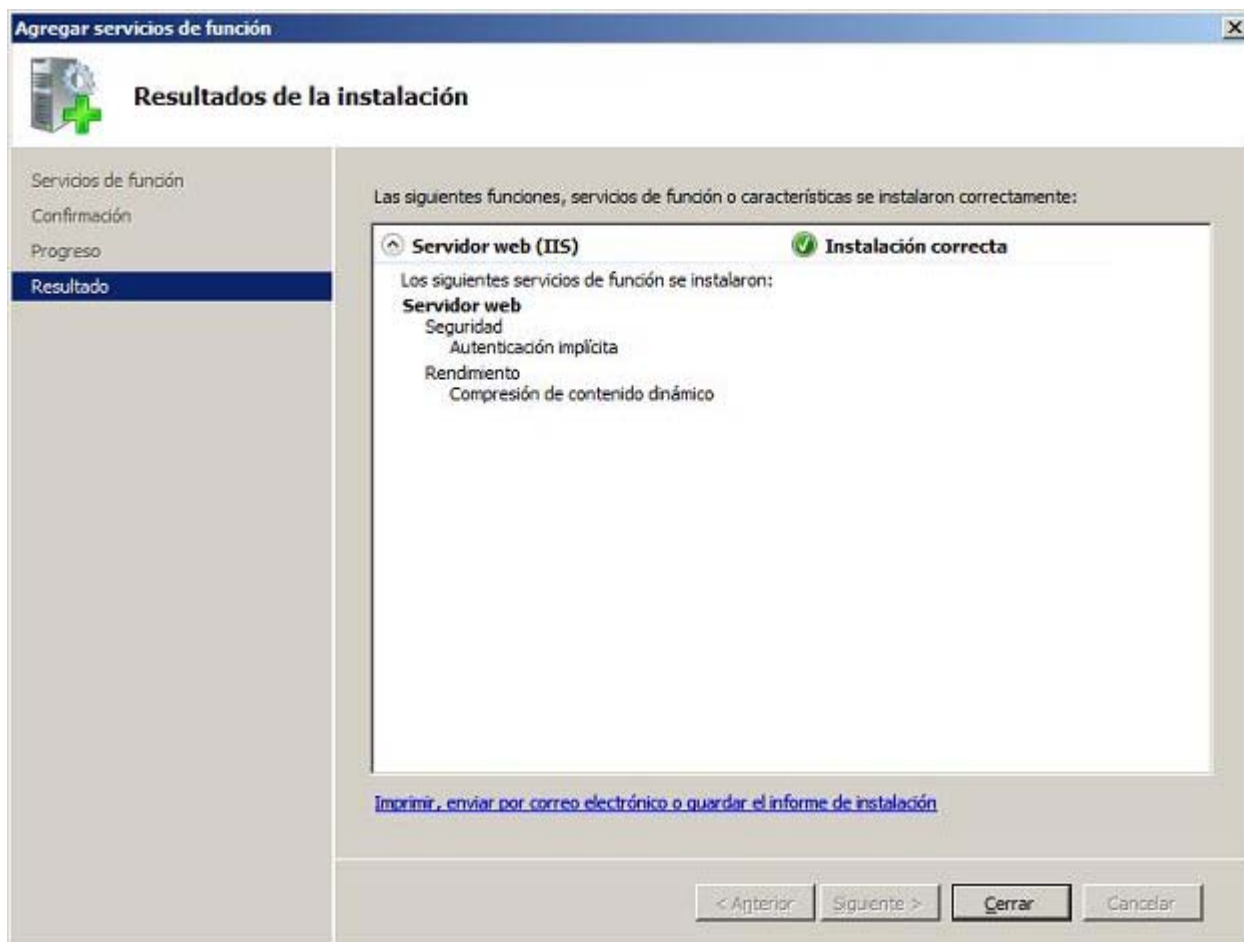 Agregar servicios de función
Resultados de la instalación
Servicios de función
Confirmación
Progreso
Resultado
Las siguientes funciones, servicios de función o características se instalaron correctamente:
Servidor web (IIS)
Instalación correcta
Los siguientes servicios de función se instalaron:
Servidor web
Seguridad
Autenticación implícita
Rendimiento
Compresión de contenido dinámico
Imprimir, enviar por correo electrónico o guardar el informe de instalación
< Anterior
Siguiente >
Cerrar
Cancelar